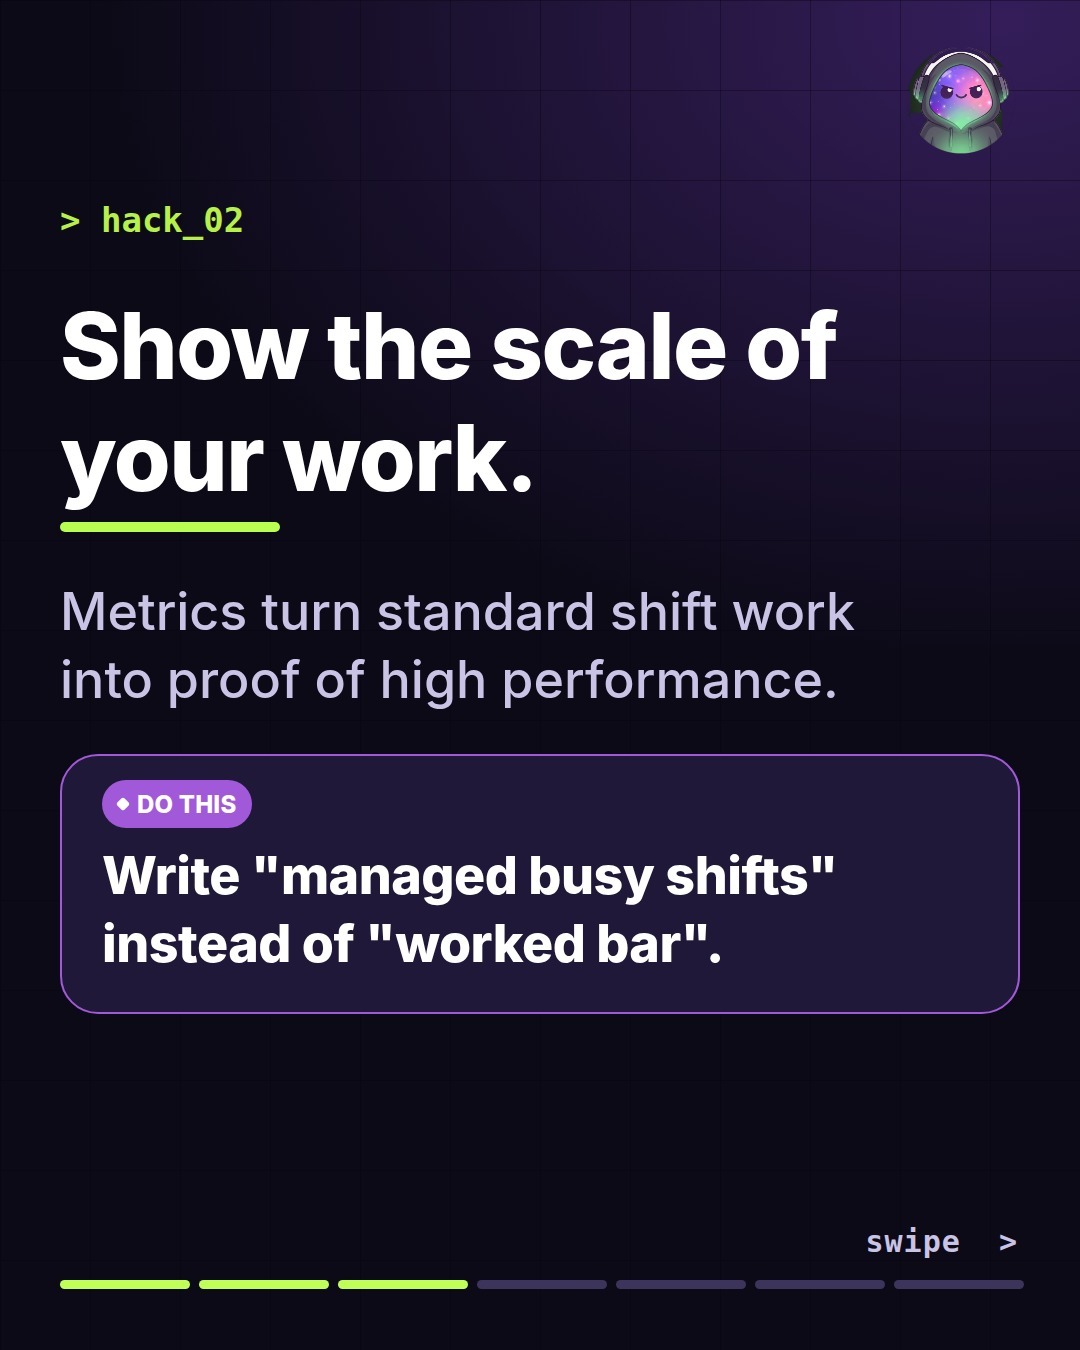 > hack_02
Show the scale of
your work.
Metrics turn standard shift work
into proof of high performance.
DO THIS
Write "managed busy shifts"
instead of "worked bar".
swipe >